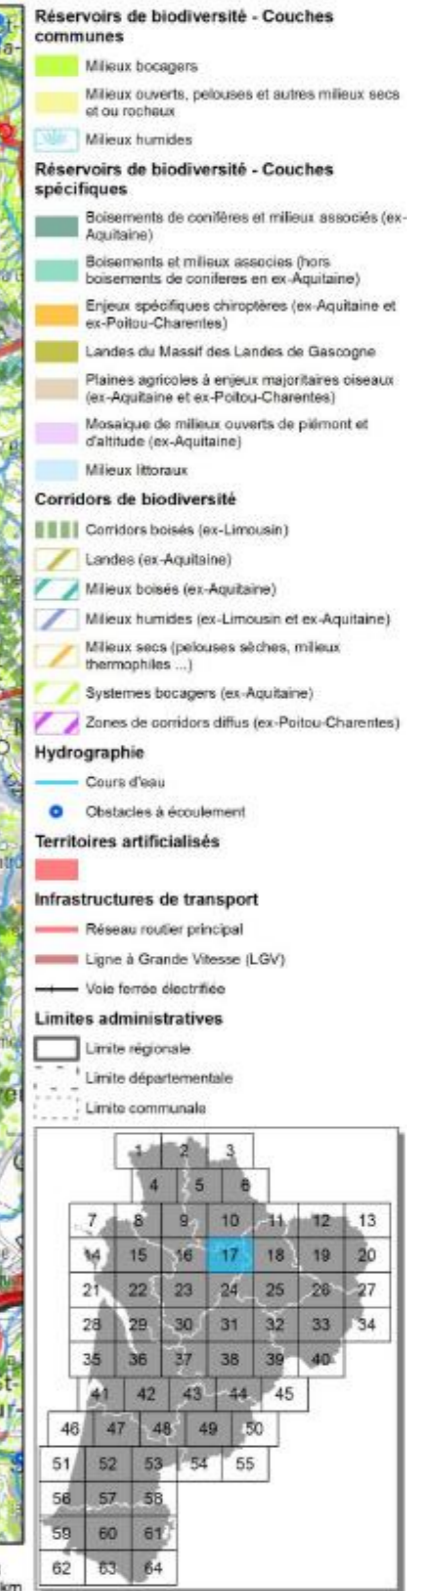 Réservoirs de biodiversité - Couches
communes
Milieux bocagers
Milieux ouverts, pelouses et autres milieux secs
et ou rocheux
Milieux humides
Réservoirs de biodiversité - Couches
spécifiques
Boisements de conifères et milieux associés (ex-
Aquitaine)
Boisements et milieux associes (hors
boisements de coniferes en ex-Aquitaine)
Enjeux spécifiques chiroptères (ex-Aquitaine et
ex-Poitou-Charentes)
Landes du Massif des Landes de Gascogne
Plaines agricoles à enjeux majoritaires oiseaux
(ex-Aquitaine et ex-Poitou-Charentes)
Mosaique de milieux ouverts de piémont et
d'altitude (ex-Aquitaine)
Milieux littoraux
Corridors de biodiversité
Corridors boisés (ex-Limousin)
Landes (ex-Aquitaine)
Milieux boisés (ex-Aquitaine)
Milieux humides (ex-Limousin et ex-Aquitaine)
Milieux secs (pelouses sèches, milieux
thermophiles ...)
Systemes bocagers (ex-Aquitaine)
Zones de corridors diffus (ex-Poitou-Charentes)
Hydrographie
Cours d'eau
Obstacles à écoulement
Territoires artificialisés
Infrastructures de transport
Réseau routier principal
Ligne à Grande Vitesse (LGV)
Voie ferrée électrifiée
Limites administratives
Limite régionale
Limite départementale
Limite communale
1 2 3
4 5 6
7 8 9 10 11 12 13
14 15 16 17 18 19 20
21 22 23 24 25 26 27
28 29 30 31 32 33 34
35 36 37 38 39 40
41 42 43 44 45
46 47 48 49 50
51 52 53 54 55
56 57 58
59 60 61
62 63 64
km